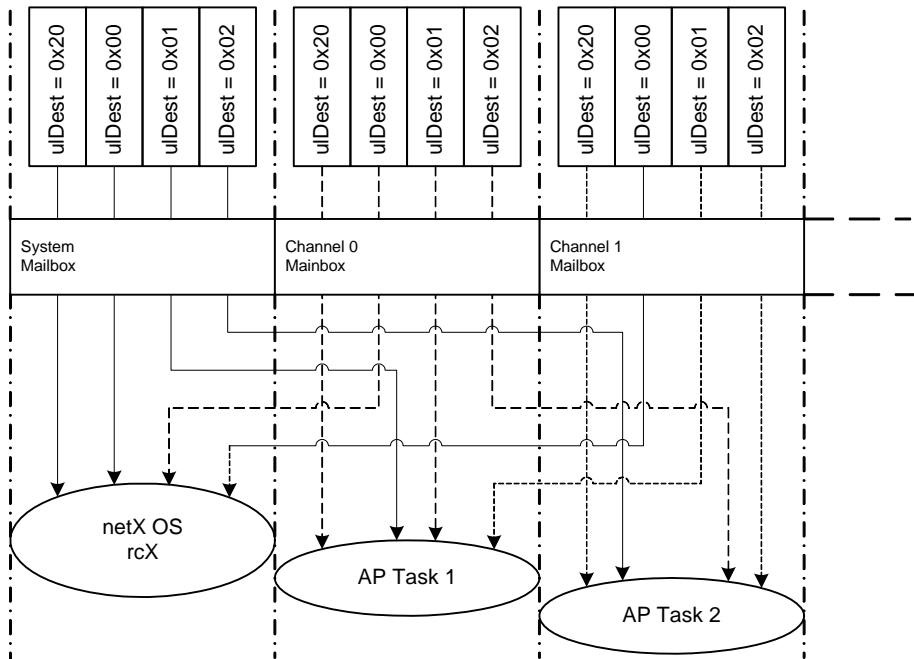 ulDest = 0x20
ulDest = 0x00
ulDest = 0x01
ulDest = 0x02
ulDest = 0x20
ulDest = 0x00
ulDest = 0x01
ulDest = 0x02
ulDest = 0x20
ulDest = 0x00
ulDest = 0x01
ulDest = 0x02
System
Mailbox
Channel 0
Mainbox
Channel 1
Mailbox
netX OS
rcX
AP Task 1
AP Task 2